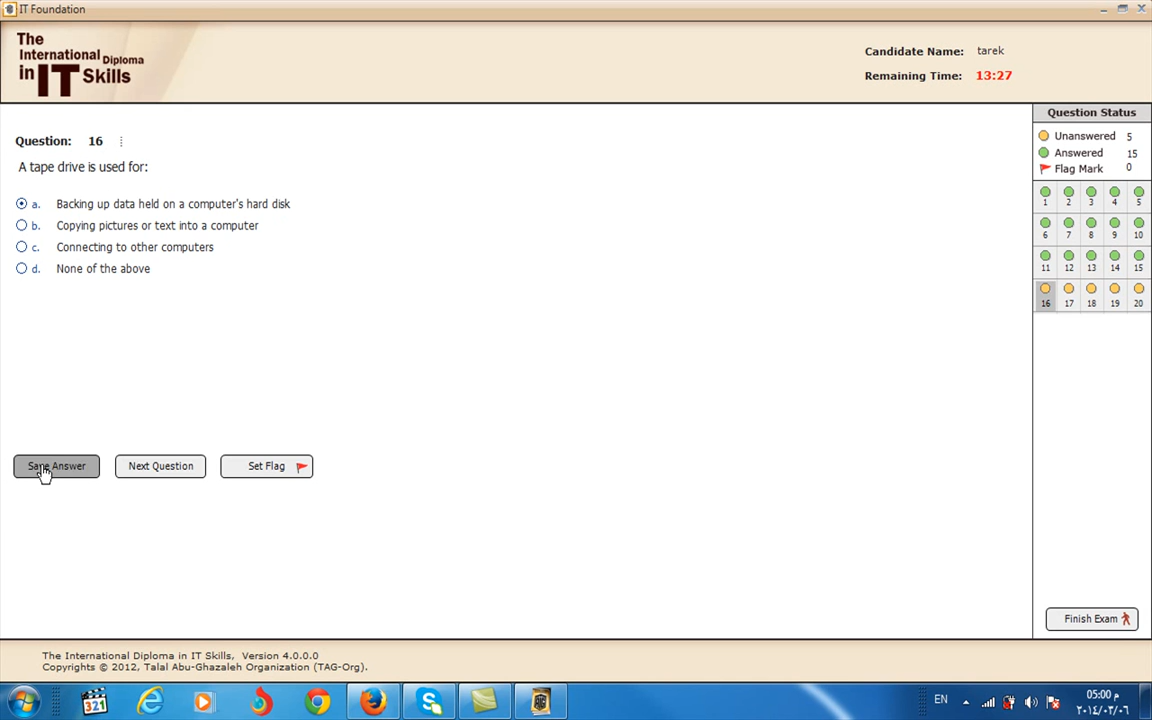 IT Foundation
The
International Diploma
in IT Skills
Candidate Name: tarek
Remaining Time: 13:27
Question: 16
A tape drive is used for:
a. Backing up data held on a computer's hard disk
b. Copying pictures or text into a computer
c. Connecting to other computers
d. None of the above
Save Answer
Next Question
Set Flag
Question Status
Unanswered 5
Answered 15
Flag Mark 0
1 2 3 4 5
6 7 8 9 10
11 12 13 14 15
16 17 18 19 20
Finish Exam
The International Diploma in IT Skills, Version 4.0.0.0
Copyrights © 2012, Talal Abu-Ghazaleh Organization (TAG-Org).
321
EN
05:00 م
٢٠١٤/٠٣/٠٦